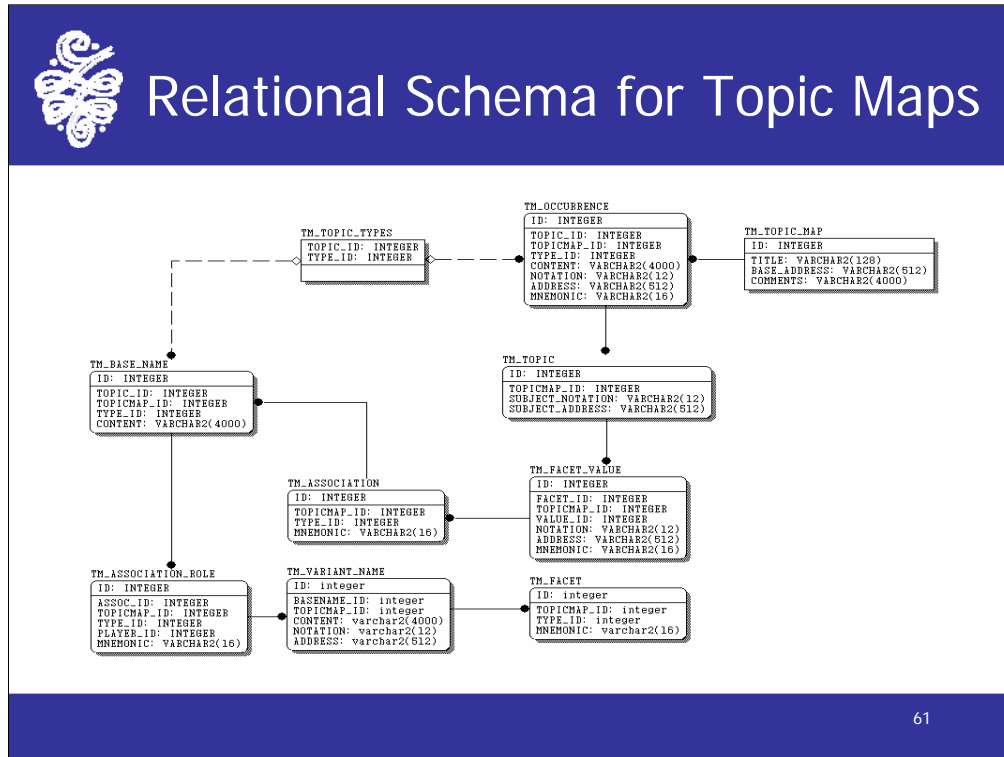 Relational Schema for Topic Maps
TM_OCCURRENCE
ID: INTEGER
TOPIC_ID: INTEGER
TOPICMAP_ID: INTEGER
TYPE_ID: INTEGER
CONTENT: VARCHAR2(4000)
NOTATION: VARCHAR2(12)
ADDRESS: VARCHAR2(512)
MNEMONIC: VARCHAR2(16)
TM_TOPIC_TYPES
TOPIC_ID: INTEGER
TYPE_ID: INTEGER
TM_TOPIC_MAP
ID: INTEGER
TITLE: VARCHAR2(128)
BASE_ADDRESS: VARCHAR2(512)
COMMENTS: VARCHAR2(4000)
TM_BASE_NAME
ID: INTEGER
TOPIC_ID: INTEGER
TOPICMAP_ID: INTEGER
TYPE_ID: INTEGER
CONTENT: VARCHAR2(4000)
TM_TOPIC
ID: INTEGER
TOPICMAP_ID: INTEGER
SUBJECT_NOTATION: VARCHAR2(12)
SUBJECT_ADDRESS: VARCHAR2(512)
TM_ASSOCIATION
ID: INTEGER
TOPICMAP_ID: INTEGER
TYPE_ID: INTEGER
MNEMONIC: VARCHAR2(16)
TM_FACET_VALUE
ID: INTEGER
FACET_ID: INTEGER
TOPICMAP_ID: INTEGER
VALUE_ID: INTEGER
NOTATION: VARCHAR2(12)
ADDRESS: VARCHAR2(512)
MNEMONIC: VARCHAR2(16)
TM_ASSOCIATION_ROLE
ID: INTEGER
ASSOC_ID: INTEGER
TOPICMAP_ID: INTEGER
TYPE_ID: INTEGER
PLAYER_ID: INTEGER
MNEMONIC: VARCHAR2(16)
TM_VARIANT_NAME
ID: integer
BASENAME_ID: integer
TOPICMAP_ID: integer
CONTENT: varchar2(4000)
NOTATION: varchar2(12)
ADDRESS: varchar2(512)
TM_FACET
ID: integer
TOPICMAP_ID: integer
TYPE_ID: integer
MNEMONIC: varchar2(16)
61